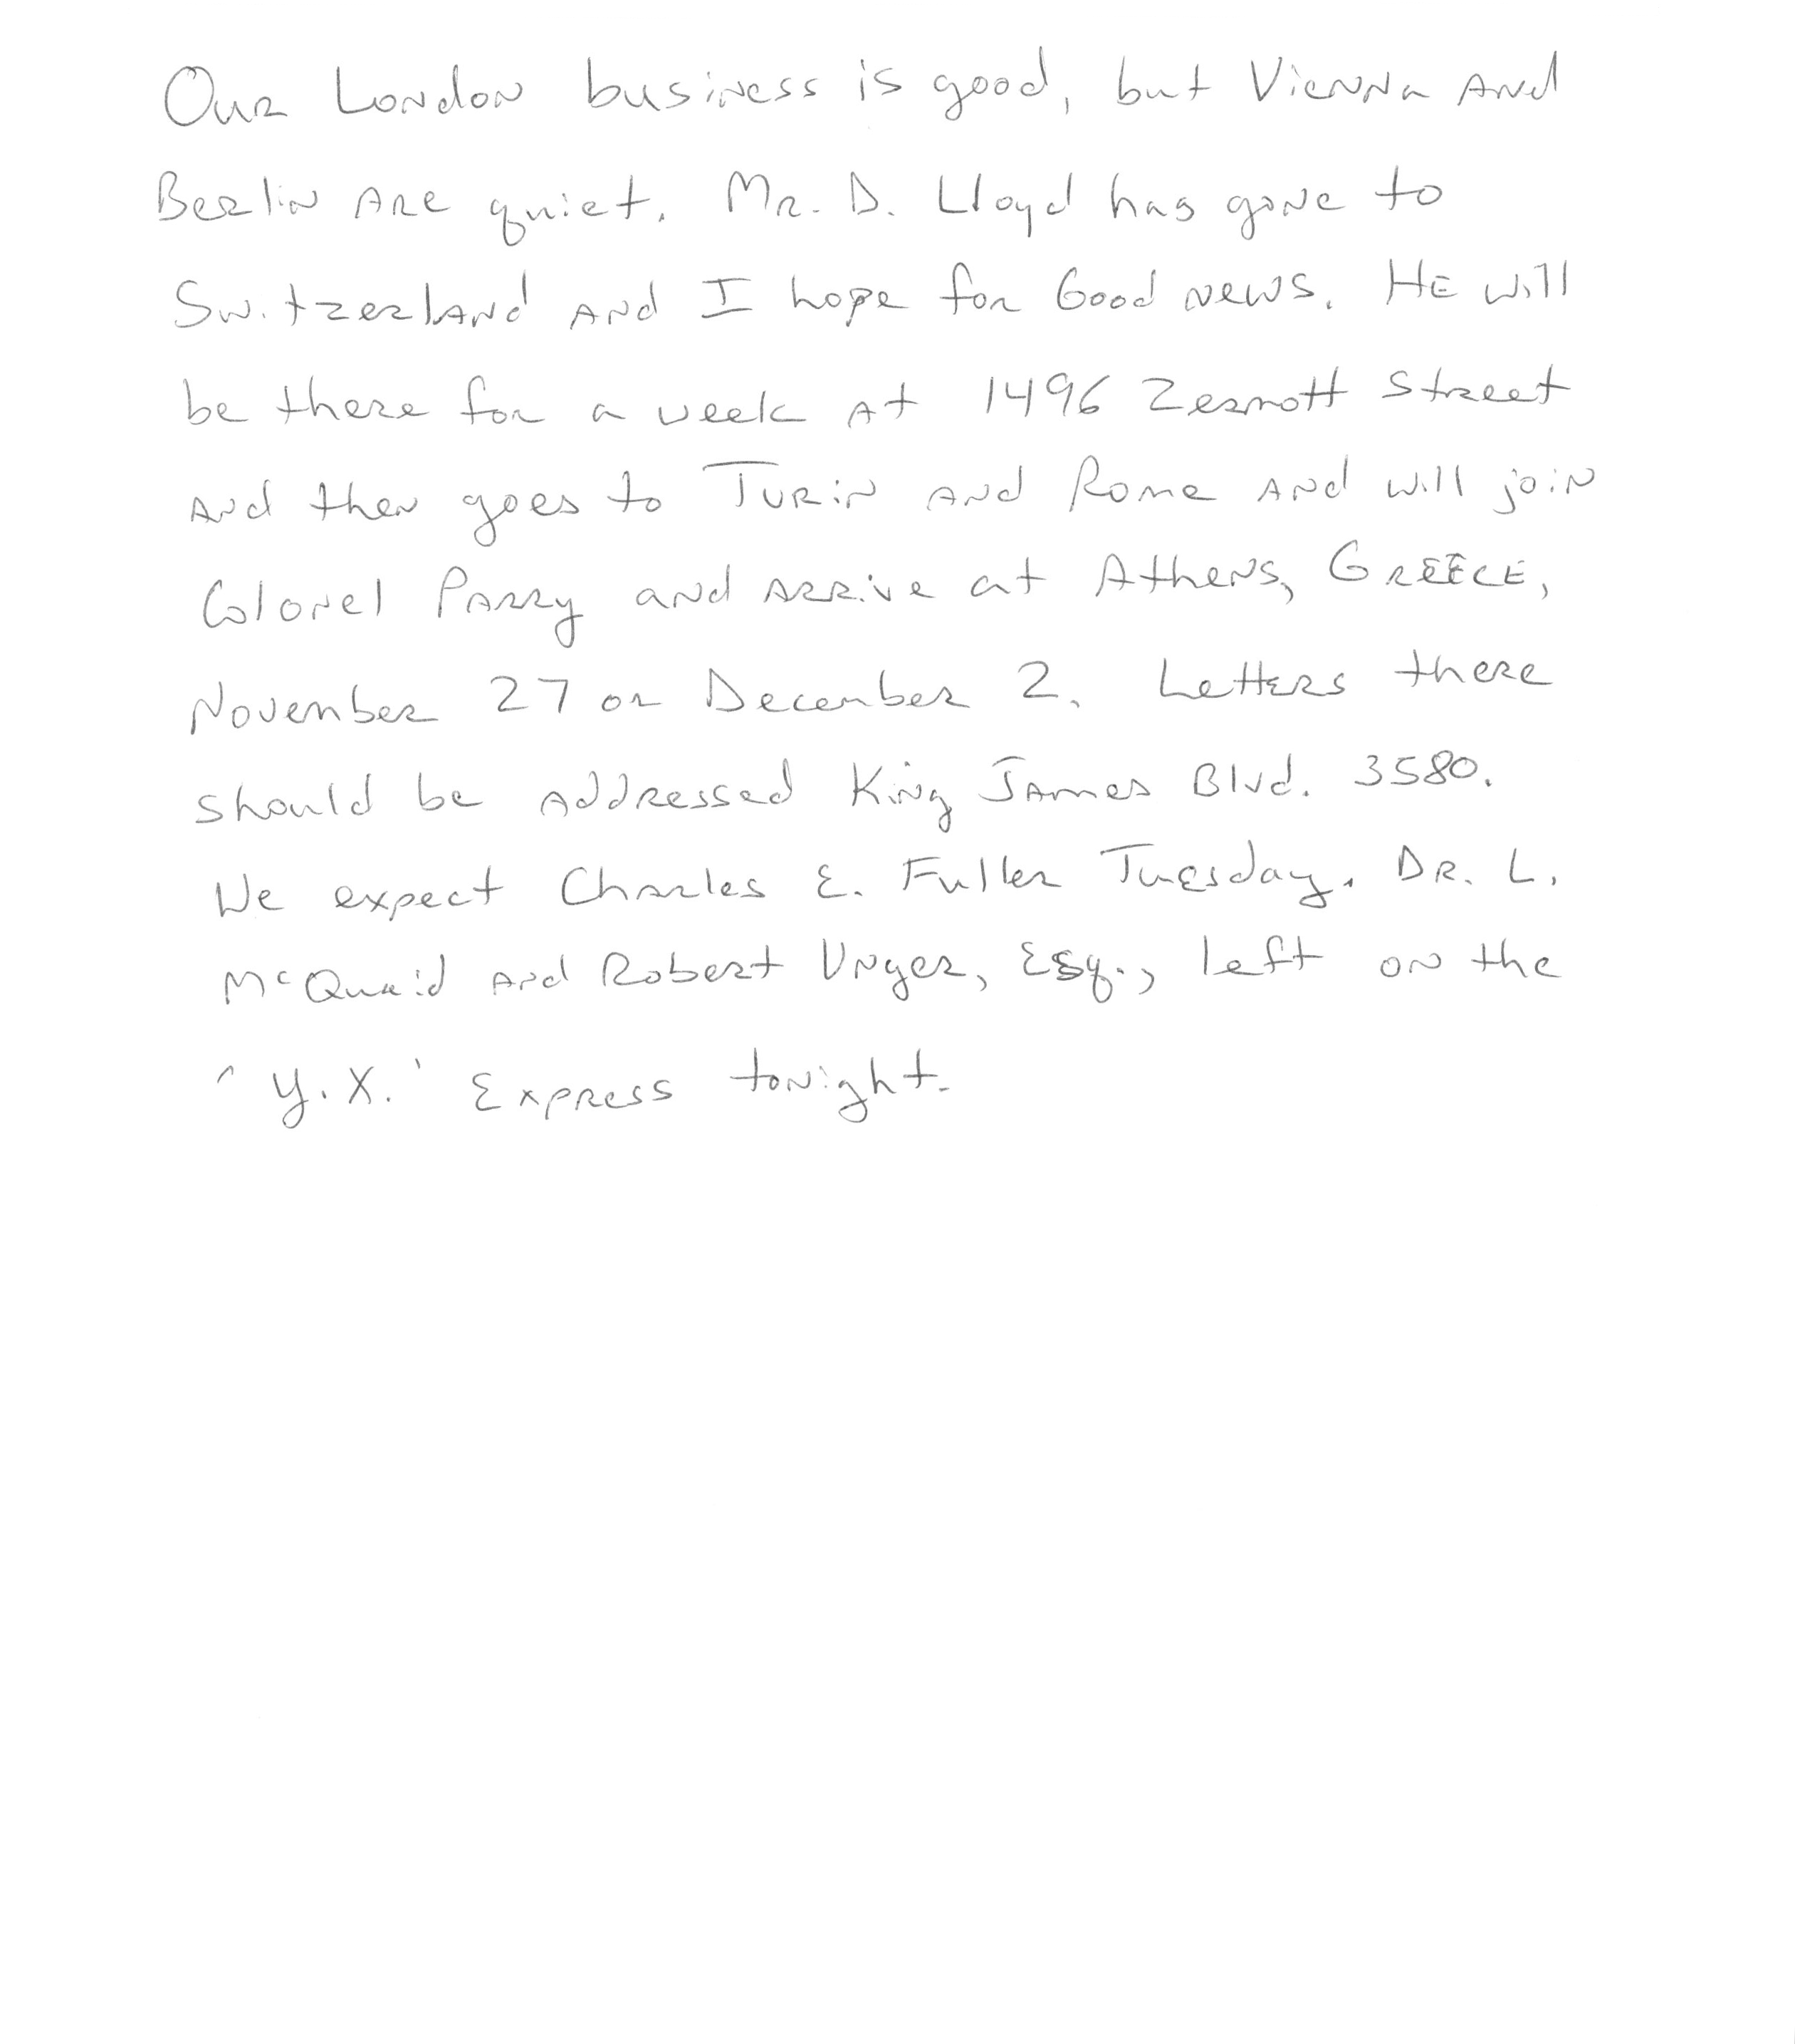 Our London business is good, but Vienna and
Berlin are quiet. Mr. D. Lloyd has gone to
Switzerland and I hope for Good news. He will
be there for a week at 1496 Zermott Street
and then goes to Turin and Rome and will join
Colonel Parry and arrive at Athens, Greece,
November 27 or December 2. Letters there
should be addressed King James Blvd. 3580.
We expect Charles E. Fuller Tuesday. Dr. L.
McQuaid and Robert Unger, Esq., left on the
'Y.X.' Express tonight.